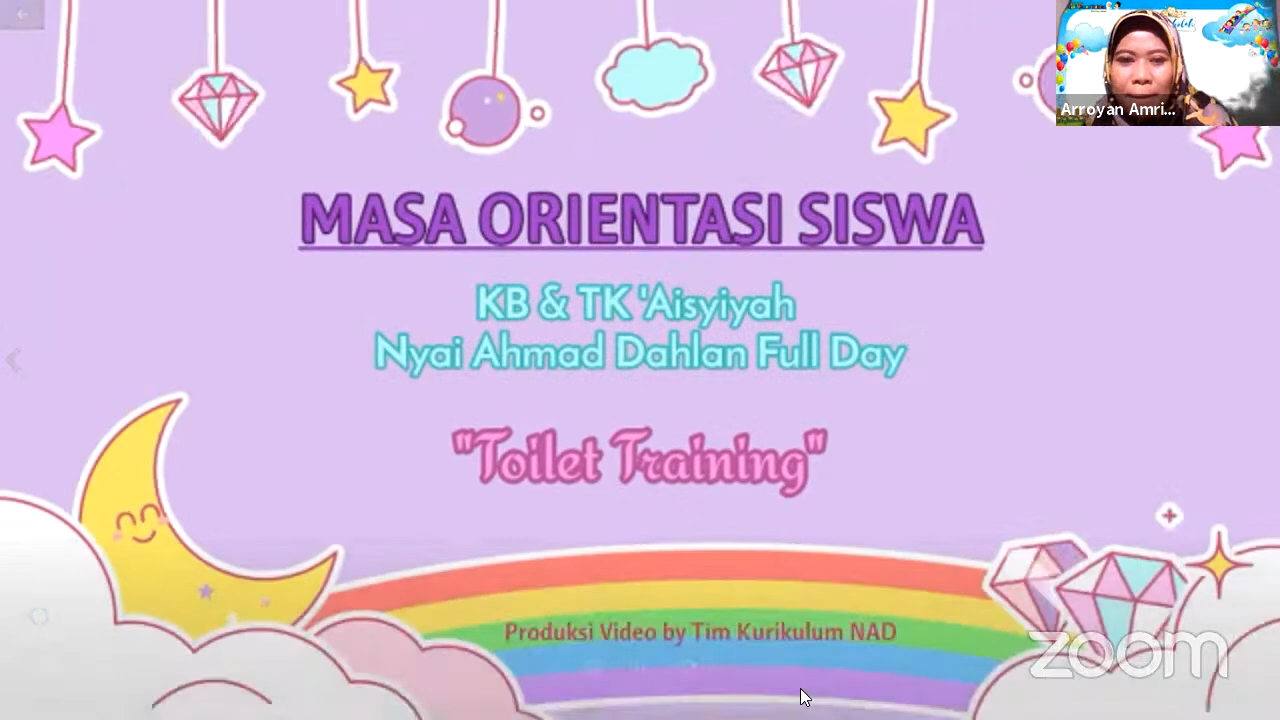 Arroyan Amri...
MASA ORIENTASI SISWA
KB & TK 'Aisyiyah
Nyai Ahmad Dahlan Full Day
"Toilet Training"
Produksi Video by Tim Kurikulum NAD
zoom